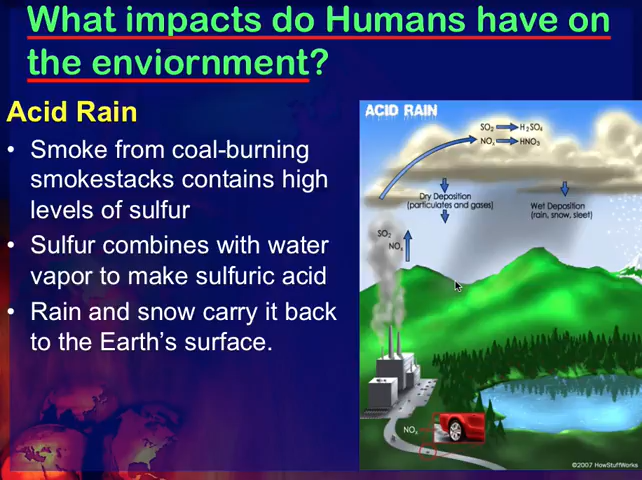 What impacts do Humans have on
the enviornment?
Acid Rain
• Smoke from coal-burning
smokestacks contains high
levels of sulfur
• Sulfur combines with water
vapor to make sulfuric acid
• Rain and snow carry it back
to the Earth's surface.
ACID RAIN
SO₂ H₂SO₄
NOₓ HNO₃
Dry Deposition
(particulates and gases)
Wet Deposition
(rain, snow, sleet)
SO₂
NOₓ
NOₓ
©2007 HowStuffWorks